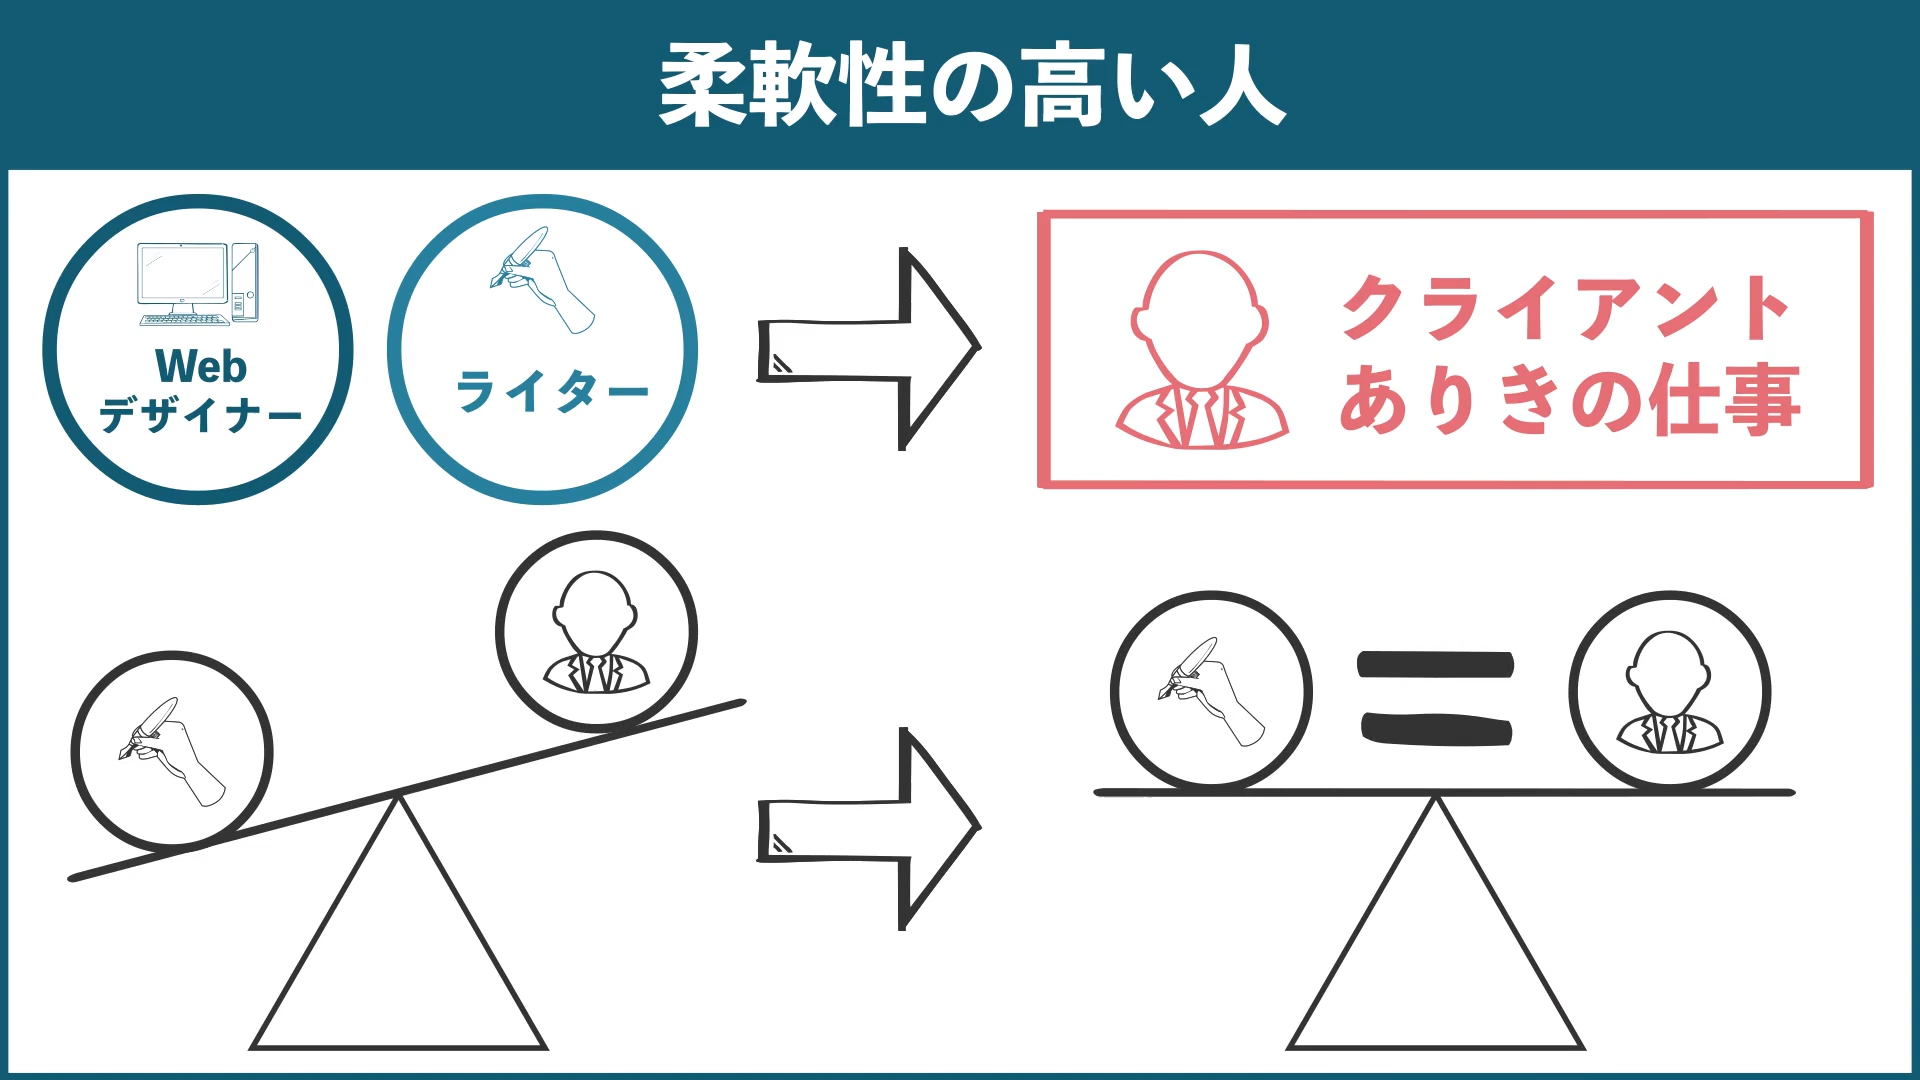 柔軟性の高い人
Web
デザイナー
ライター
クライアント
ありきの仕事